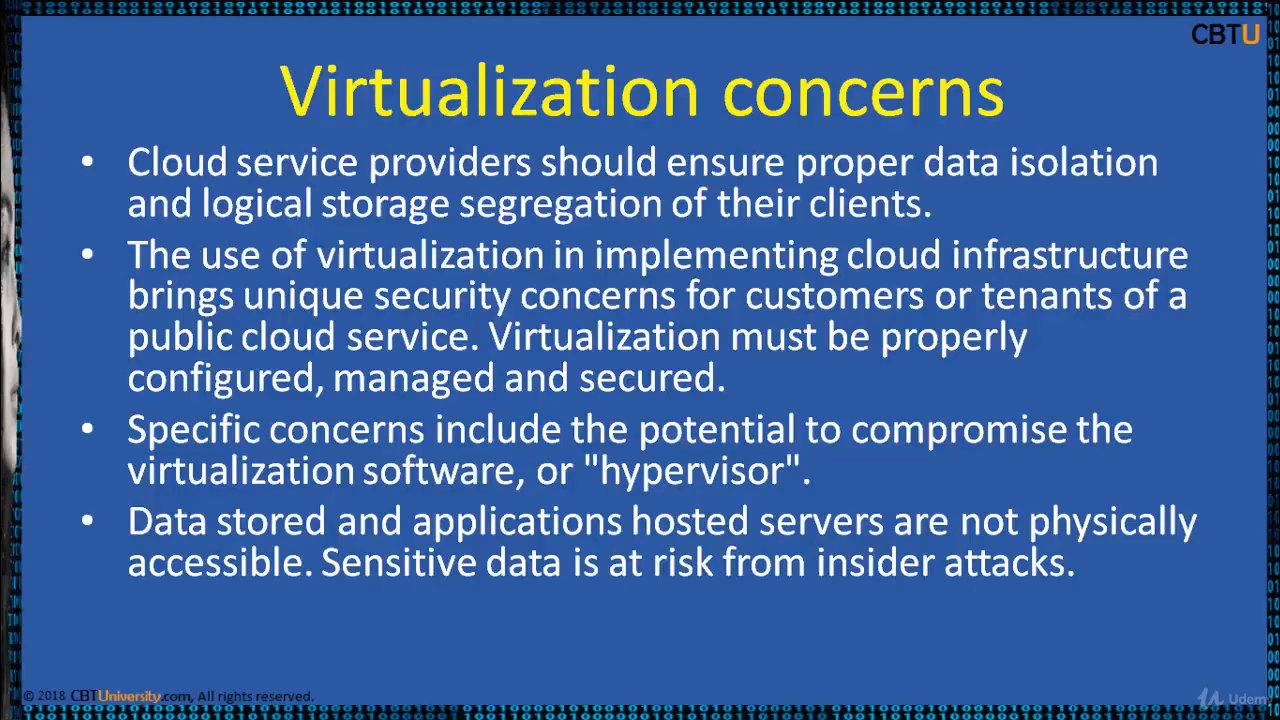 CBTU
Virtualization concerns
• Cloud service providers should ensure proper data isolation
and logical storage segregation of their clients.
• The use of virtualization in implementing cloud infrastructure
brings unique security concerns for customers or tenants of a
public cloud service. Virtualization must be properly
configured, managed and secured.
• Specific concerns include the potential to compromise the
virtualization software, or "hypervisor".
• Data stored and applications hosted servers are not physically
accessible. Sensitive data is at risk from insider attacks.
© 2018 CBTUniversity.com, All rights reserved.
Udemy